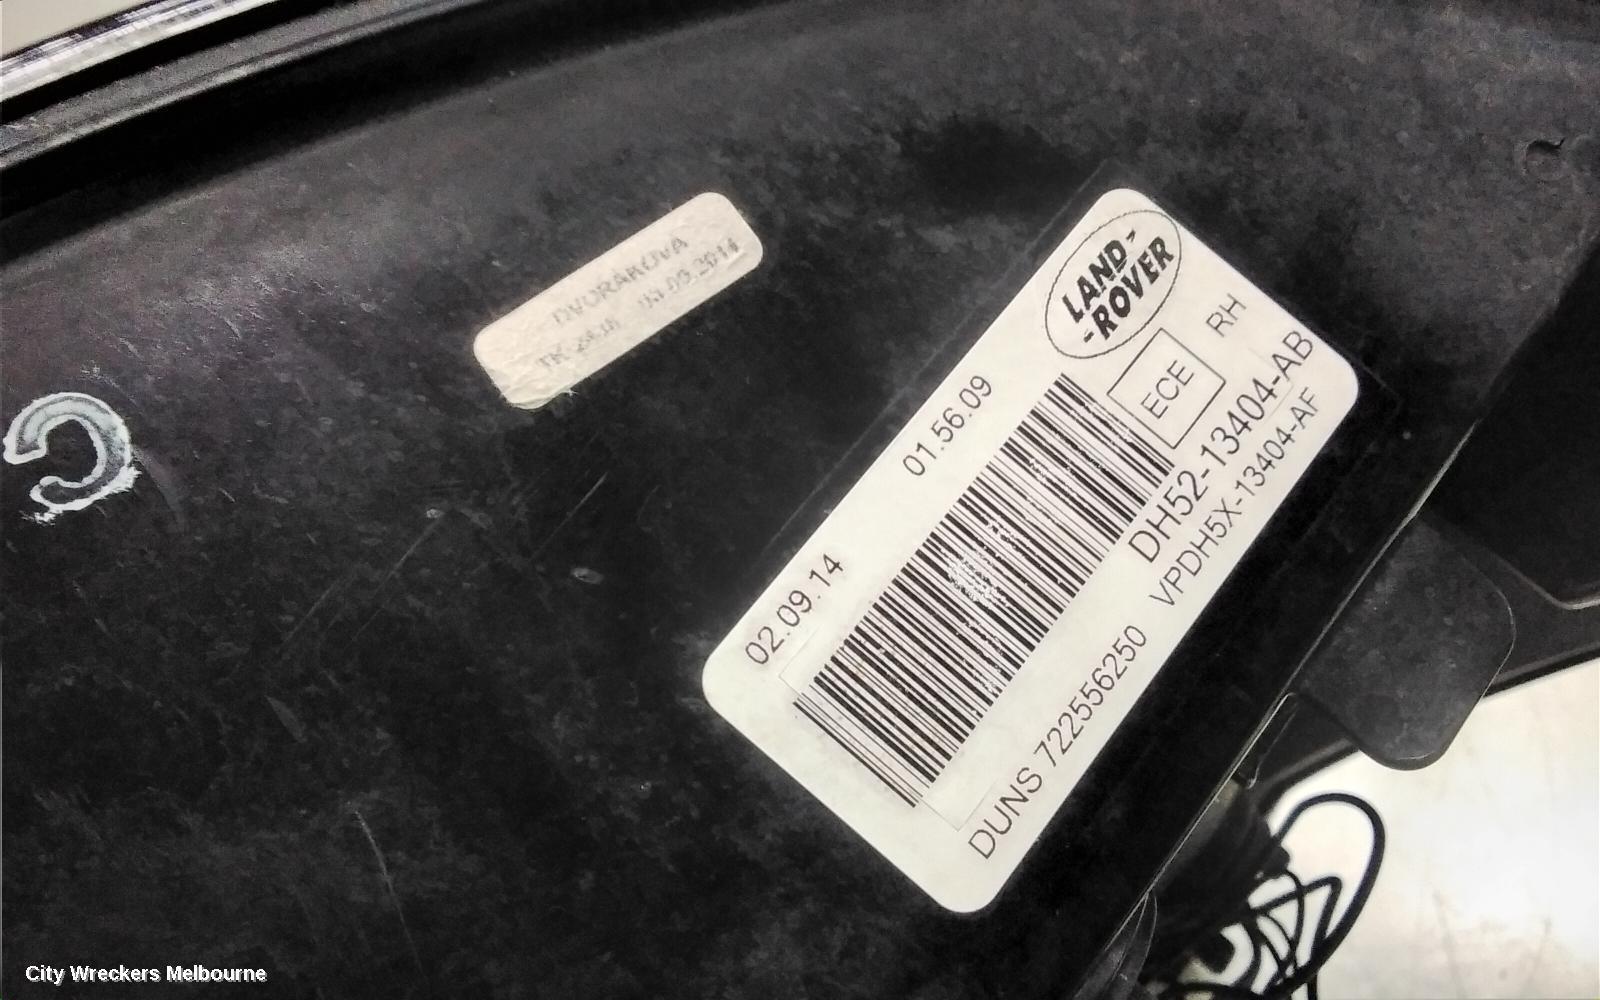 DVORAKOVA
LAND-
-ROVER
RH
ECE
01.56.09
02.09.14
DH52-13404-AB
VPDH5X-13404-AF
DUNS 722556250
C
City Wreckers Melbourne